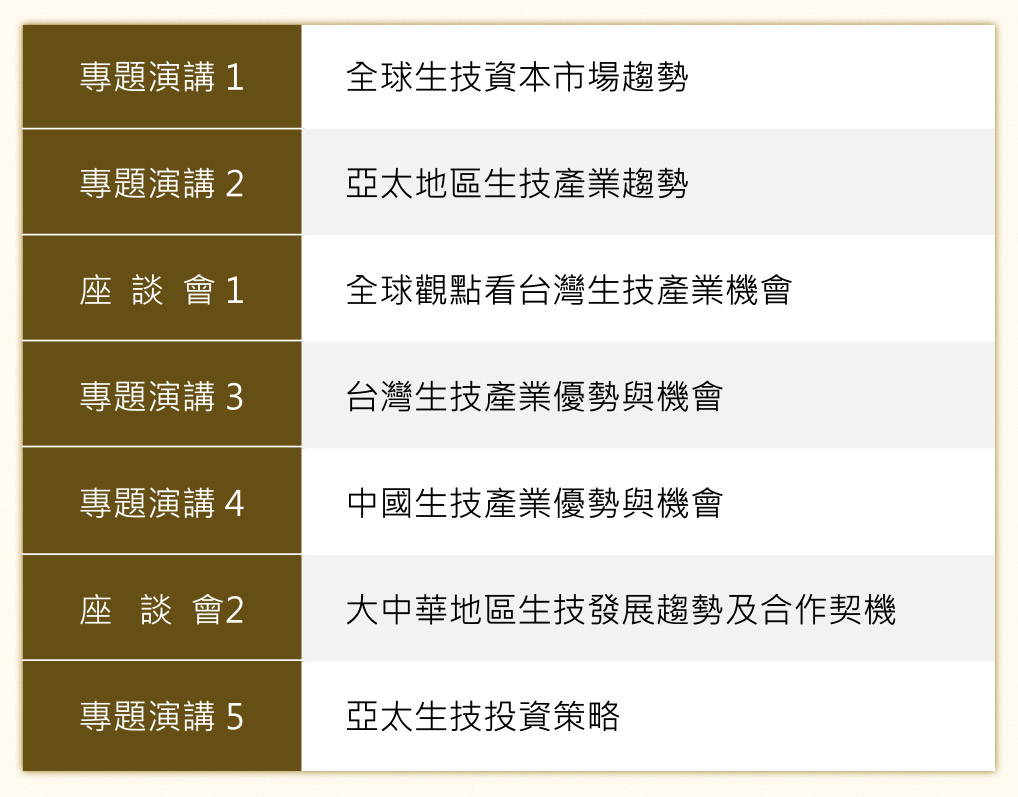 專題演講 1 全球生技資本市場趨勢
專題演講 2 亞太地區生技產業趨勢
座 談 會 1 全球觀點看台灣生技產業機會
專題演講 3 台灣生技產業優勢與機會
專題演講 4 中國生技產業優勢與機會
座 談 會2 大中華地區生技發展趨勢及合作契機
專題演講 5 亞太生技投資策略